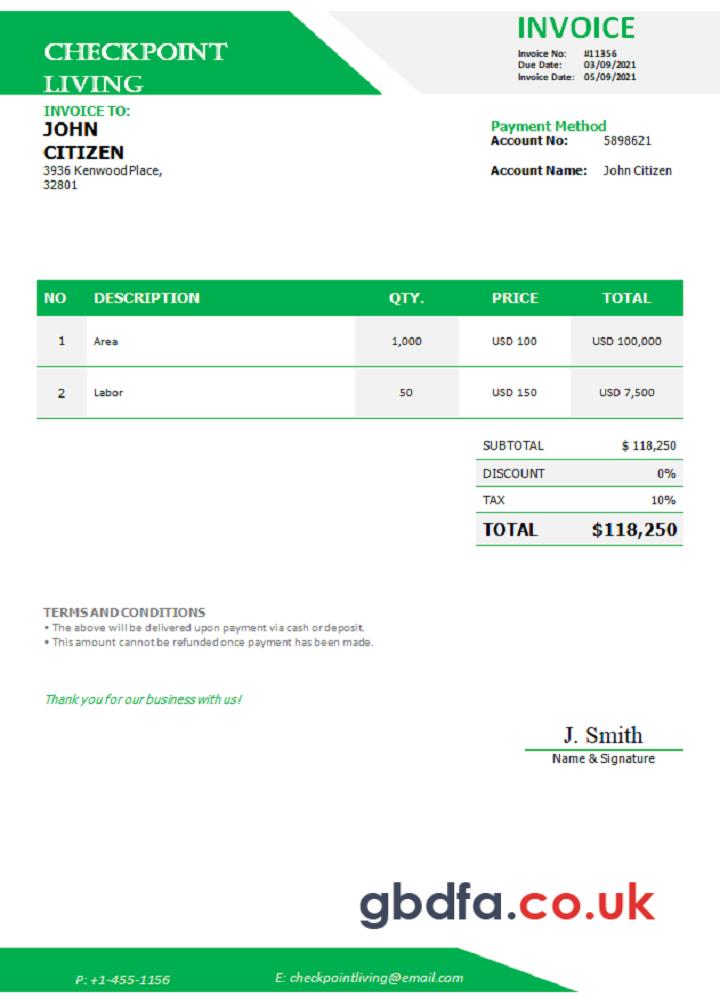 CHECKPOINT
LIVING
INVOICE
Invoice No: #11356
Due Date: 03/09/2021
Invoice Date: 05/09/2021
INVOICE TO:
JOHN
CITIZEN
3936 Kenwood Place,
32801
Payment Method
Account No: 5898621
Account Name: John Citizen
NO DESCRIPTION QTY. PRICE TOTAL
1 Area 1,000 USD 100 USD 100,000
2 Labor 50 USD 150 USD 7,500
SUBTOTAL $ 118,250
DISCOUNT 0%
TAX 10%
TOTAL $118,250
TERMS AND CONDITIONS
• The above will be delivered upon payment via cash or deposit.
• This amount cannot be refunded once payment has been made.
Thank you for our business with us!
J. Smith
Name & Signature
gbdfa.co.uk
P: +1-455-1156 E: checkpointliving@email.com